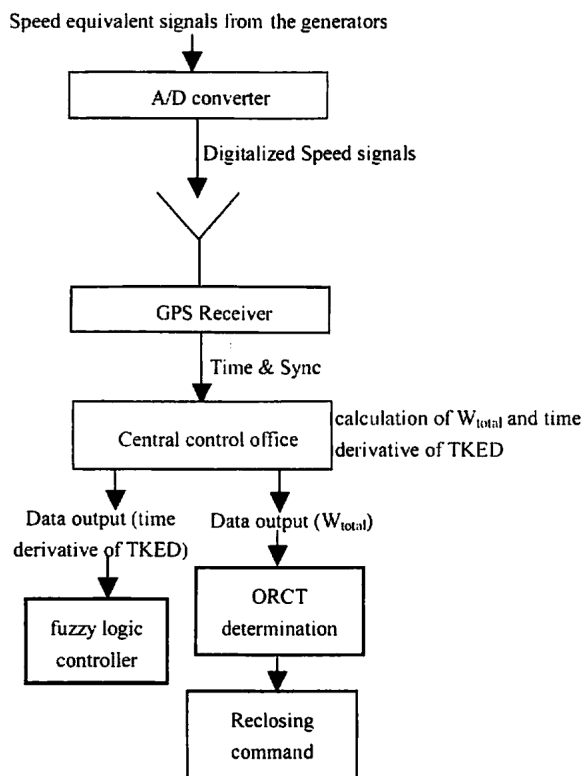 Speed equivalent signals from the generators
A/D converter
Digitalized Speed signals
GPS Receiver
Time & Sync
Central control office
calculation of W_total and time
derivative of TKED
Data output (time
derivative of TKED)
Data output (W_total)
fuzzy logic
controller
ORCT
determination
Reclosing
command